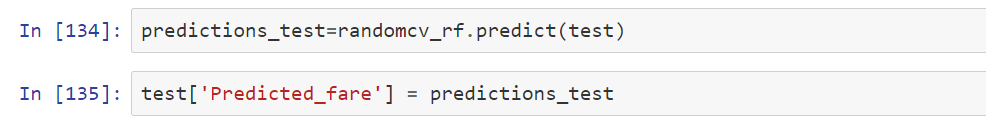 In [134]: predictions_test=randomcv_rf.predict(test)
In [135]: test['Predicted_fare'] = predictions_test